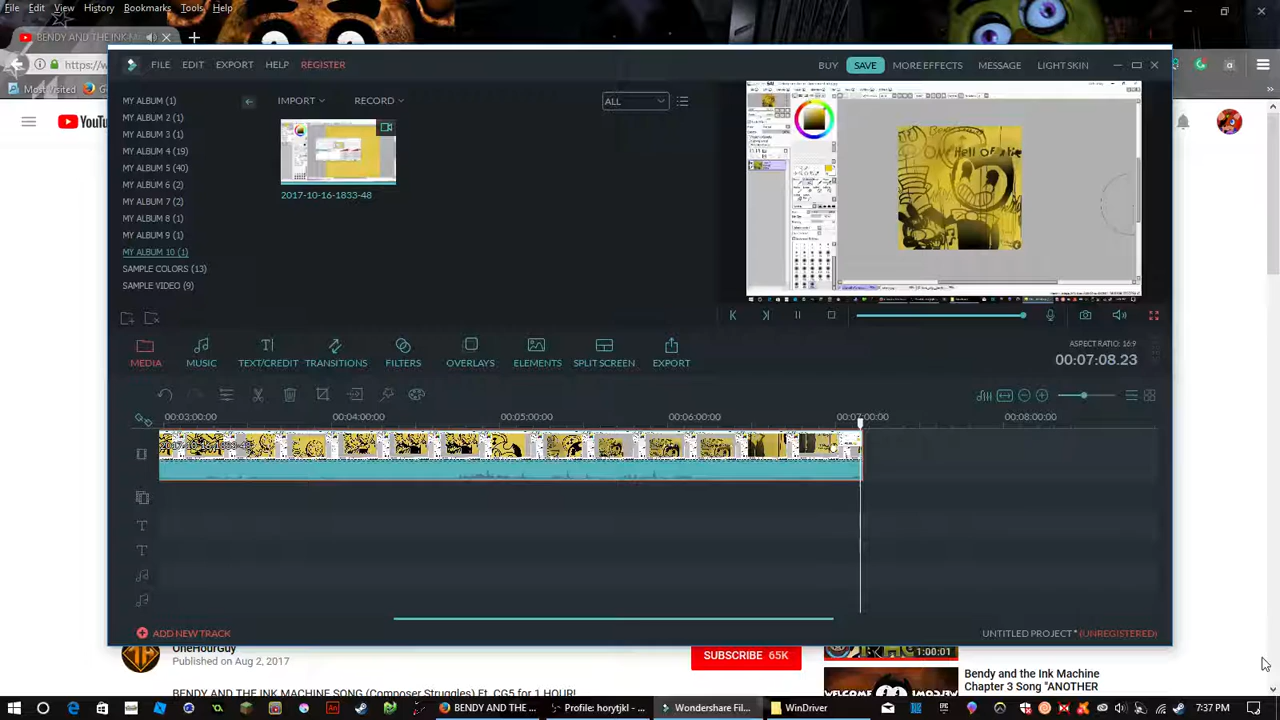 File Edit View History Bookmarks Tools Help
BENDY AND THE INK M
https://w
Most Visited
YouTu
FILE EDIT EXPORT HELP REGISTER
BUY SAVE MORE EFFECTS MESSAGE LIGHT SKIN
MY ALBUM (1)
MY ALBUM 2 (1)
MY ALBUM 3 (1)
MY ALBUM 4 (19)
MY ALBUM 5 (40)
MY ALBUM 6 (2)
MY ALBUM 7 (2)
MY ALBUM 8 (1)
MY ALBUM 9 (1)
MY ALBUM 10 (1)
SAMPLE COLORS (13)
SAMPLE VIDEO (9)
IMPORT RECORD ALL
2017-10-16-1833-48
ONE Hell OF a
MEDIA MUSIC TEXT/CREDIT TRANSITIONS FILTERS OVERLAYS ELEMENTS SPLIT SCREEN EXPORT
ASPECT RATIO: 16:9
00:07:08.23
00:03:00:00 00:04:00:00 00:05:00:00 00:06:00:00 00:07:00:00 00:08:00:00
ADD NEW TRACK
UNTITLED PROJECT * (UNREGISTERED)
OneHourGuy
Published on Aug 2, 2017
SUBSCRIBE 65K
BENDY AND THE INK MACHINE SONG (Composer Struggles) Ft. CG5 for 1 HOUR!
1:00:01
Bendy and the Ink Machine
Chapter 3 Song "ANOTHER
BENDY AND THE ... Profile: horytjkl - ... Wondershare Film... WinDriver
7:37 PM